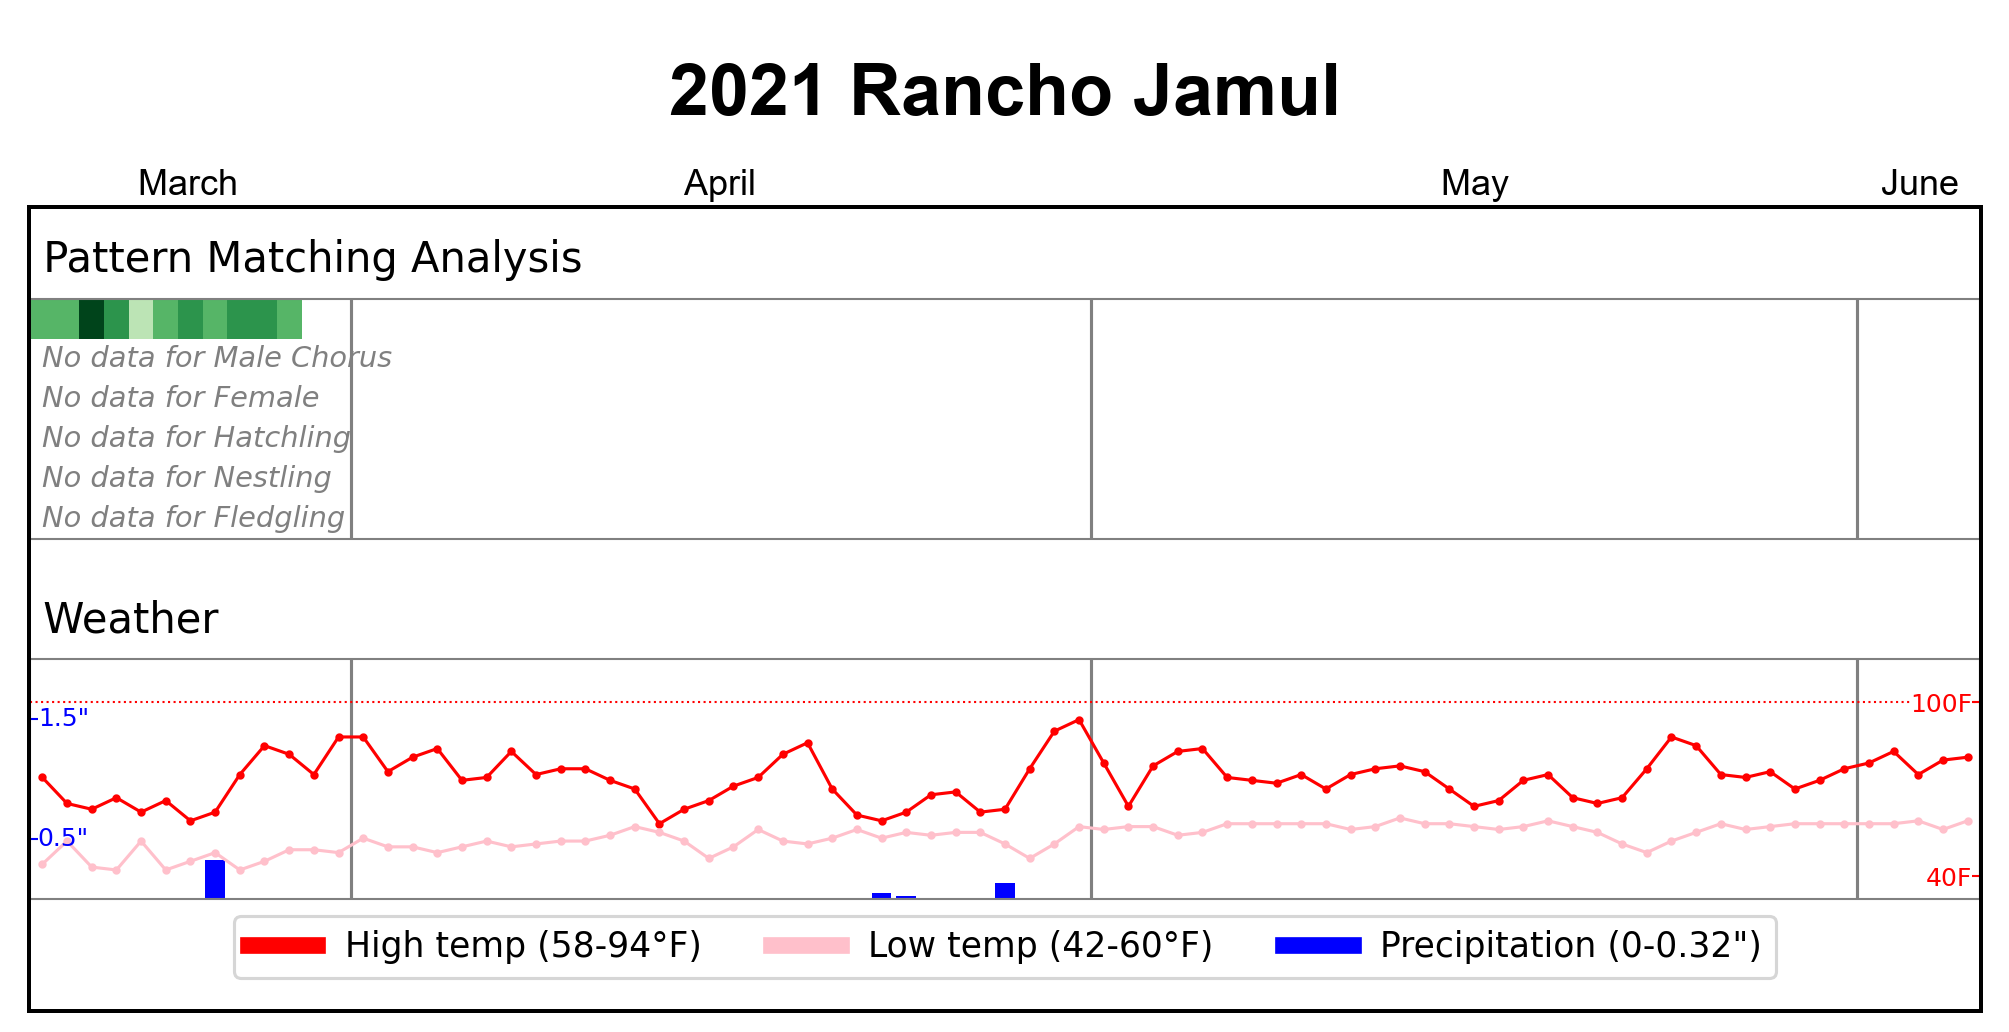 2021 Rancho Jamul
March April May June
Pattern Matching Analysis
No data for Male Chorus
No data for Female
No data for Hatchling
No data for Nestling
No data for Fledgling
Weather
100F
1.5"
0.5"
40F
High temp (58-94°F) Low temp (42-60°F) Precipitation (0-0.32")